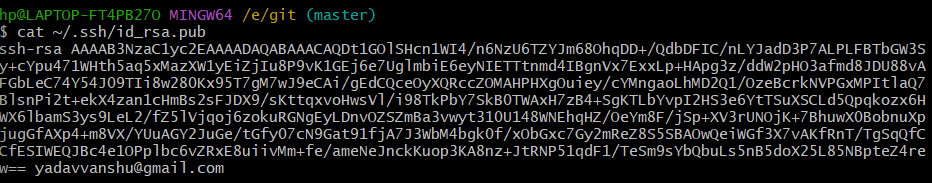 hp@LAPTOP-FT4PB27O MINGW64 /e/git (master)
$ cat ~/.ssh/id_rsa.pub
ssh-rsa AAAAB3NzaC1yc2EAAAADAQABAAACAQDt1GOlSHcn1WI4/n6NzU6TZYJm68OhqDD+/QdbDFIC/nLYJadD3P7ALPLFBTbGW3S
y+cYpu471WHth5aq5xMazXW1yEiZjIu8P9vK1GEj6e7UglmbiE6eyNIETTtnmd4IBgnVx7ExxLp+HApg3z/ddW2pHO3afmd8JDU88vA
FGbLeC74Y54JO9TIi8w280Kx95T7gM7wJ9eCAi/gEdCQceOyXQRccZOMAHPHXgOuiey/cYMngaoLhMD2Q1/OzeBcrkNVPGxMPItlaQ7
BlsnPi2t+ekX4zan1cHmBs2sFJDX9/sKttqxvoHwsVl/i98TkPbY7SkB0TWAxH7zB4+SgKTLbYvpI2HS3e6YtTSuXSCLd5Qpqkozx6H
WX6lbamS3ys9LeL2/fZ5lVjqoj6zokuRGNgEyLDnvOZSZmBa3vwyt310U148WNEhqHZ/OeYm8F/jSp+XV3rUNOjK+7BhuwXOBobnuXp
jugGfAXp4+m8VX/YUuAGY2JuGe/tGfyO7cN9Gat91fjA7J3WbM4bgkOf/xObGxc7Gy2mReZ8S5SBAOwQeiWGf3X7vAKfRnT/TgSqQfC
CfESIWEQJBc4e1OPplbc6vZRxE8uiivMm+fe/ameNeJnckKuop3KA8nz+JtRNP51qdF1/TeSm9sYbQbuLs5nB5doX25L85NBpteZ4re
w== yadavvanshu@gmail.com